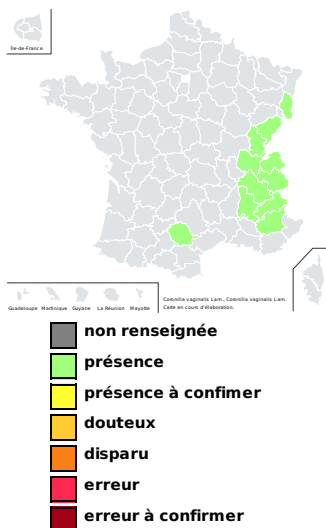 Île-de-France
Guadeloupe Martinique Guyane La Réunion Mayotte
Coronilla vaginalis Lam., Coronilla vaginalis Lam.
Carte en cours d'élaboration.
non renseignée
présence
présence à confimer
douteux
disparu
erreur
erreur à confirmer